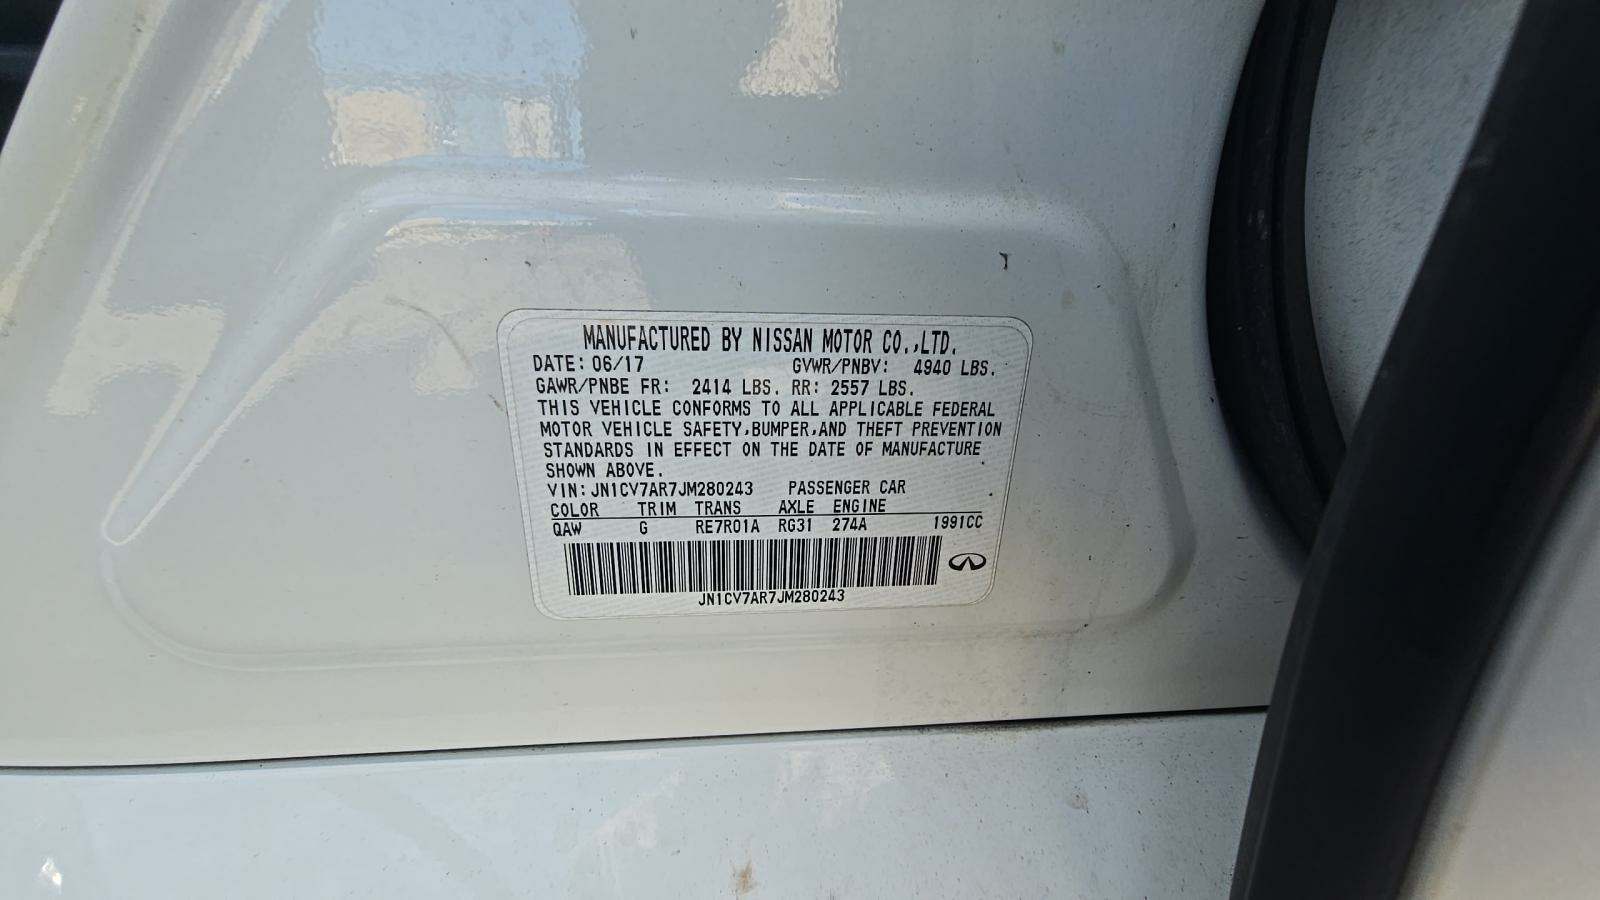 MANUFACTURED BY NISSAN MOTOR CO.,LTD.
DATE: 06/17 GVWR/PNBV: 4940 LBS.
GAWR/PNBE FR: 2414 LBS. RR: 2557 LBS.
THIS VEHICLE CONFORMS TO ALL APPLICABLE FEDERAL
MOTOR VEHICLE SAFETY,BUMPER,AND THEFT PREVENTION
STANDARDS IN EFFECT ON THE DATE OF MANUFACTURE
SHOWN ABOVE.
VIN: JN1CV7AR7JM280243 PASSENGER CAR
COLOR TRIM TRANS AXLE ENGINE
QAW G RE7R01A RG31 274A 1991CC
JN1CV7AR7JM280243